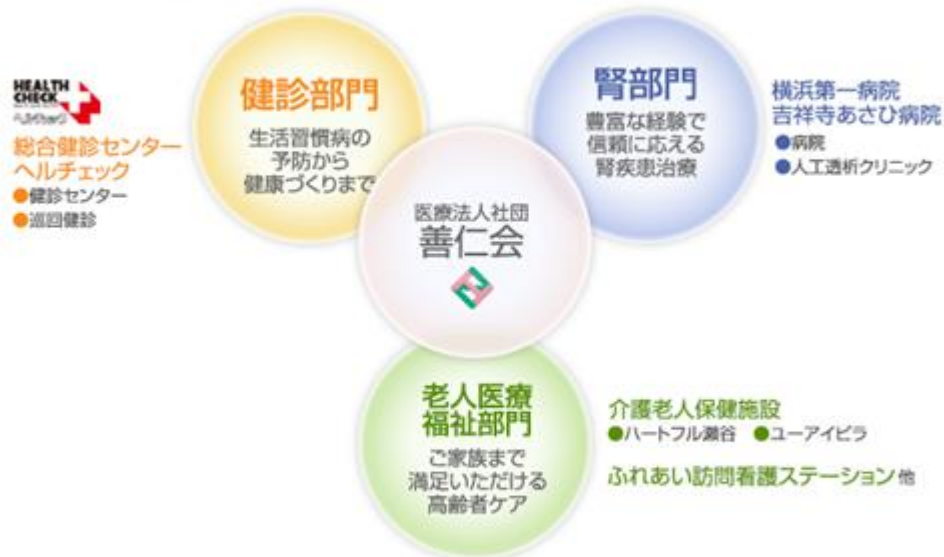 HEALTH
CHECK
ヘルチェック
総合健診センター
ヘルチェック
●健診センター
●巡回健診
健診部門
生活習慣病の
予防から
健康づくりまで
腎部門
豊富な経験で
信頼に応える
腎疾患治療
横浜第一病院
吉祥寺あさひ病院
●病院
●人工透析クリニック
医療法人社団
善仁会
老人医療
福祉部門
ご家族まで
満足いただける
高齢者ケア
介護老人保健施設
●ハートフル瀬谷 ●ユーアイビラ
ふれあい訪問看護ステーション 他